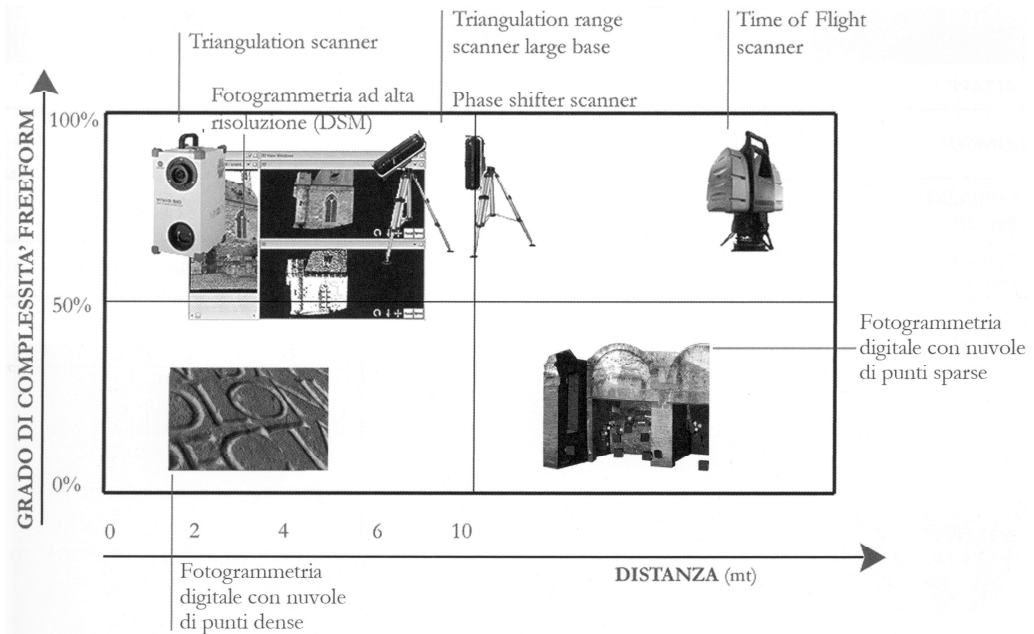 Triangulation scanner
Triangulation range
scanner large base
Time of Flight
scanner
Fotogrammetria ad alta
risoluzione (DSM)
Phase shifter scanner
GRADO DI COMPLESSITA' FREEFORM
100%
50%
0%
Fotogrammetria
digitale con nuvole
di punti sparse
0 2 4 6 10
DISTANZA (mt)
Fotogrammetria
digitale con nuvole
di punti dense